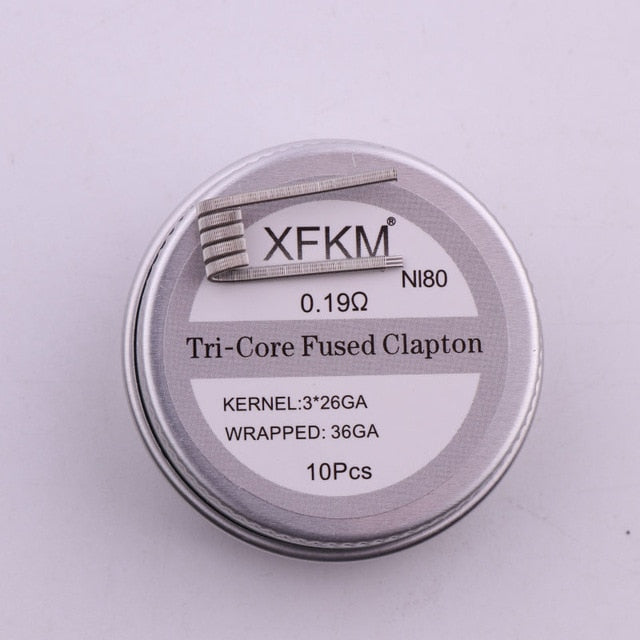 XFKM®
NI80
0.19Ω
Tri-Core Fused Clapton
KERNEL:3*26GA
WRAPPED: 36GA
10Pcs